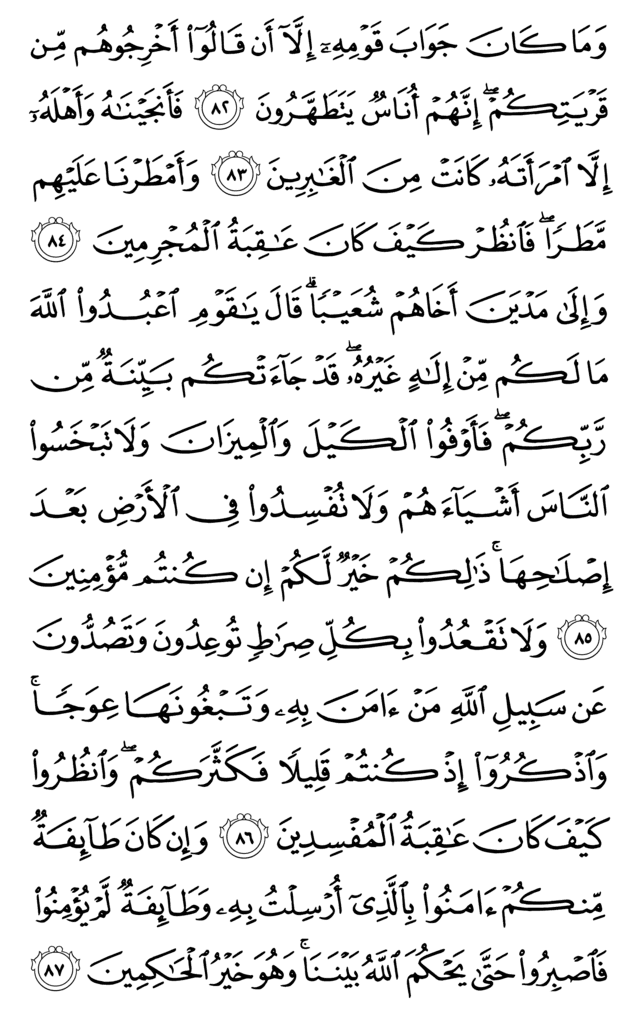 وَمَا كَانَ جَوَابَ قَوۡمِهِۦٓ إِلَّآ أَن قَالُوٓاْ أَخۡرِجُوهُم مِّن
قَرۡيَتِكُمۡۖ إِنَّهُمۡ أُنَاسٞ يَتَطَهَّرُونَ ٨٢ فَأَنجَيۡنَٰهُ وَأَهۡلَهُۥٓ
إِلَّا ٱمۡرَأَتَهُۥ كَانَتۡ مِنَ ٱلۡغَٰبِرِينَ ٨٣ وَأَمۡطَرۡنَا عَلَيۡهِم
مَّطَرٗاۖ فَٱنظُرۡ كَيۡفَ كَانَ عَٰقِبَةُ ٱلۡمُجۡرِمِينَ ٨٤
وَإِلَىٰ مَدۡيَنَ أَخَاهُمۡ شُعَيۡبٗاۚ قَالَ يَٰقَوۡمِ ٱعۡبُدُواْ ٱللَّهَ
مَا لَكُم مِّنۡ إِلَٰهٍ غَيۡرُهُۥۖ قَدۡ جَآءَتۡكُم بَيِّنَةٞ مِّن
رَّبِّكُمۡۖ فَأَوۡفُواْ ٱلۡكَيۡلَ وَٱلۡمِيزَانَ وَلَا تَبۡخَسُواْ
ٱلنَّاسَ أَشۡيَآءَهُمۡ وَلَا تُفۡسِدُواْ فِي ٱلۡأَرۡضِ بَعۡدَ
إِصۡلَٰحِهَاۚ ذَٰلِكُمۡ خَيۡرٞ لَّكُمۡ إِن كُنتُم مُّؤۡمِنِينَ
٨٥ وَلَا تَقۡعُدُواْ بِكُلِّ صِرَٰطٖ تُوعِدُونَ وَتَصُدُّونَ
عَن سَبِيلِ ٱللَّهِ مَنۡ ءَامَنَ بِهِۦ وَتَبۡغُونَهَا عِوَجٗاۚ
وَٱذۡكُرُوٓاْ إِذۡ كُنتُمۡ قَلِيلٗا فَكَثَّرَكُمۡۖ وَٱنظُرُواْ
كَيۡفَ كَانَ عَٰقِبَةُ ٱلۡمُفۡسِدِينَ ٨٦ وَإِن كَانَ طَآئِفَةٞ
مِّنكُمۡ ءَامَنُواْ بِٱلَّذِيٓ أُرۡسِلۡتُ بِهِۦ وَطَآئِفَةٞ لَّمۡ يُؤۡمِنُواْ
فَٱصۡبِرُواْ حَتَّىٰ يَحۡكُمَ ٱللَّهُ بَيۡنَنَاۚ وَهُوَ خَيۡرُ ٱلۡحَٰكِمِينَ ٨٧